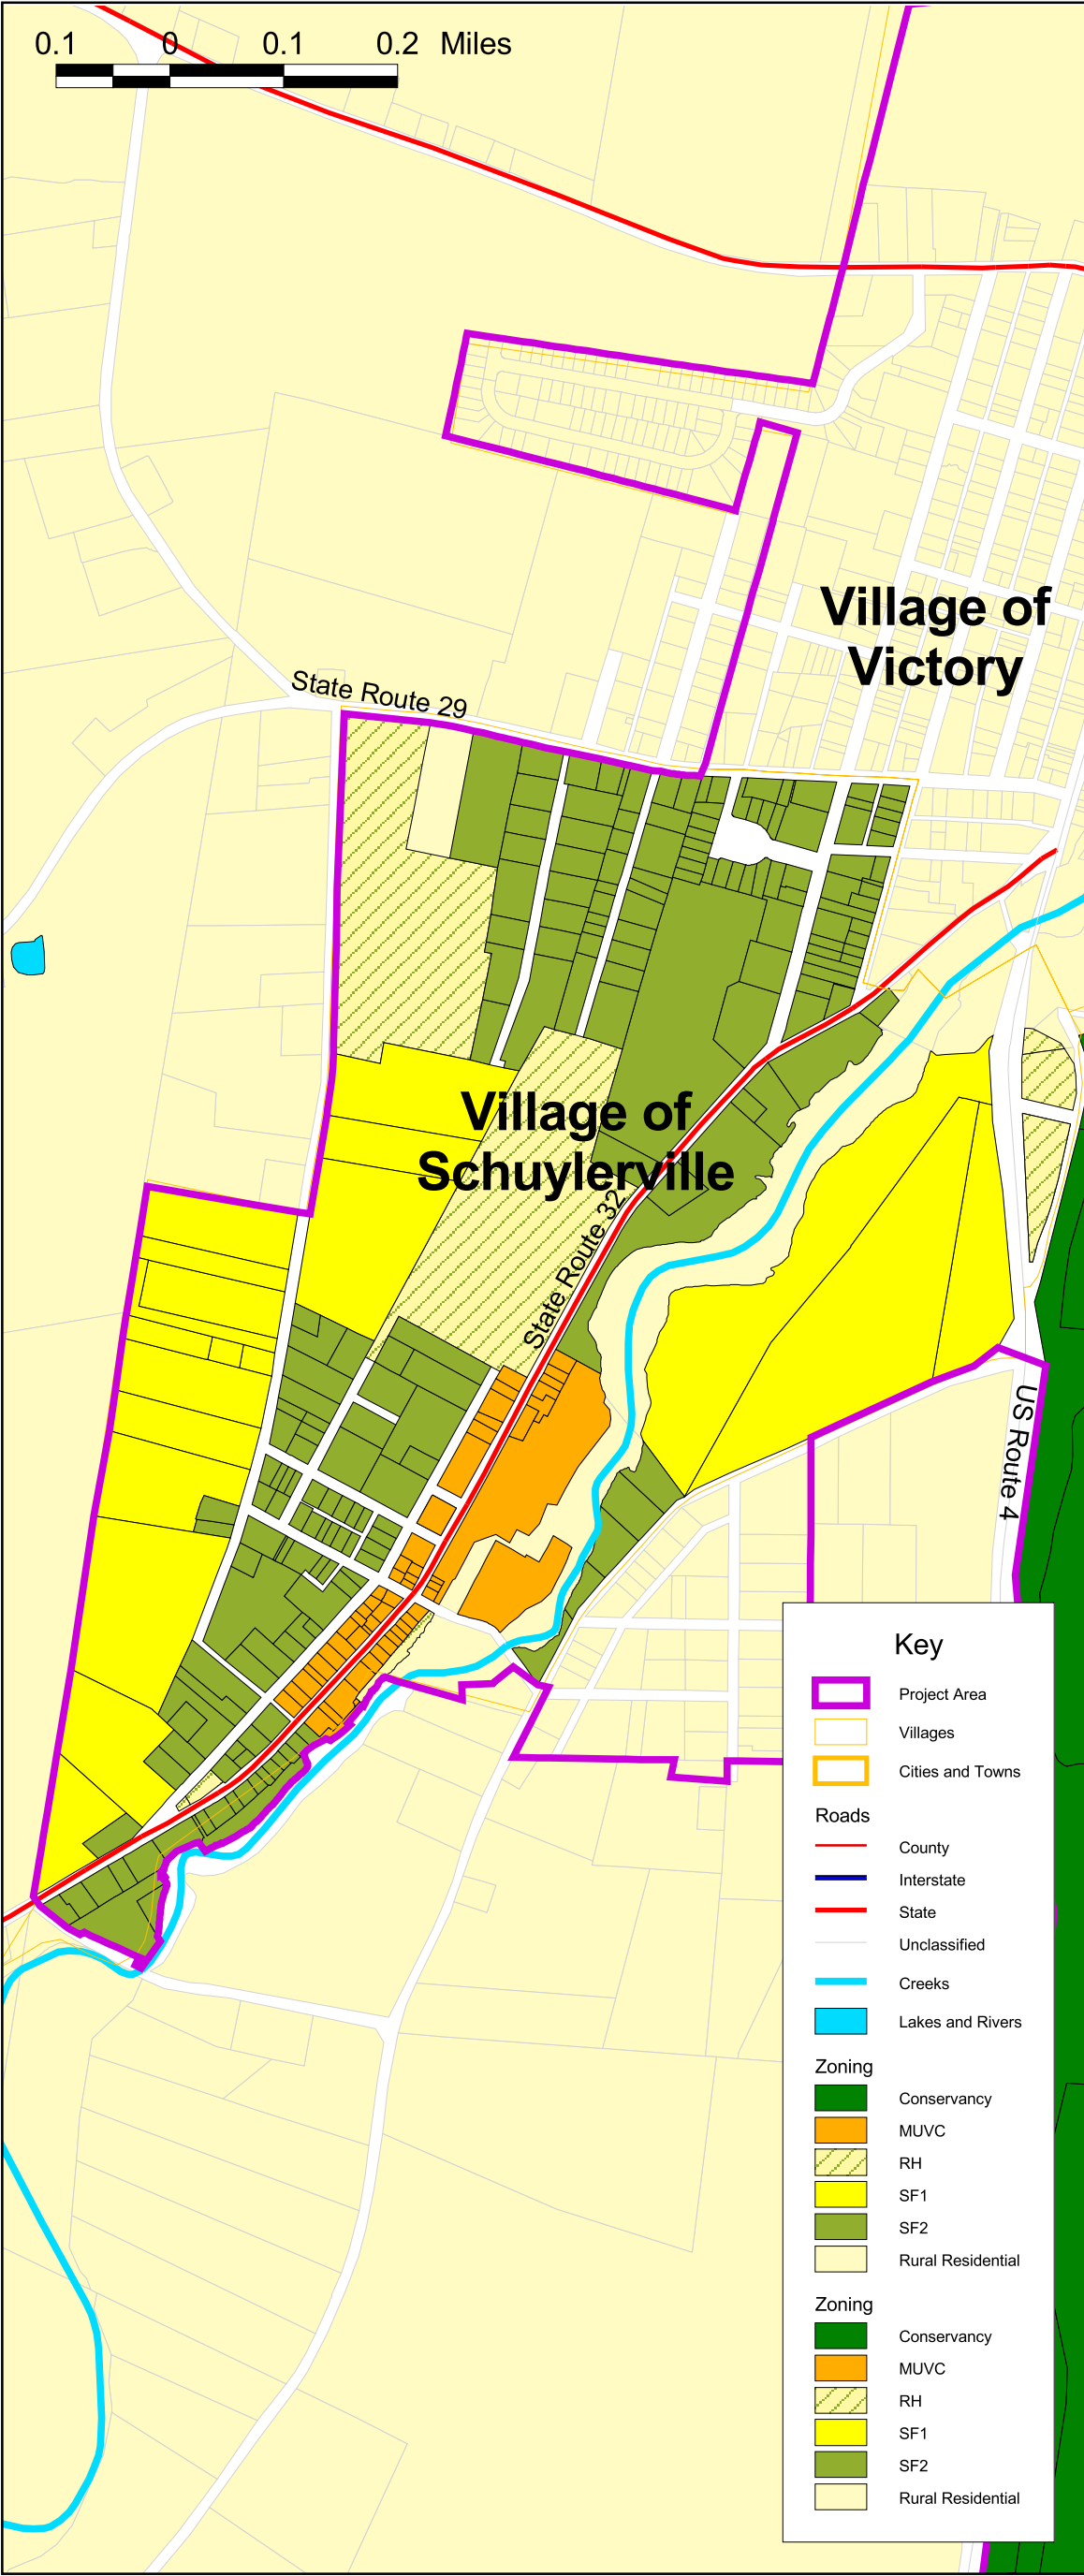 0.1 0 0.1 0.2 Miles
Village of
Victory
State Route 29
Village of
Schuylerville
State Route 32
US Route 4
Key
Project Area
Villages
Cities and Towns
Roads
County
Interstate
State
Unclassified
Creeks
Lakes and Rivers
Zoning
Conservancy
MUVC
RH
SF1
SF2
Rural Residential
Zoning
Conservancy
MUVC
RH
SF1
SF2
Rural Residential